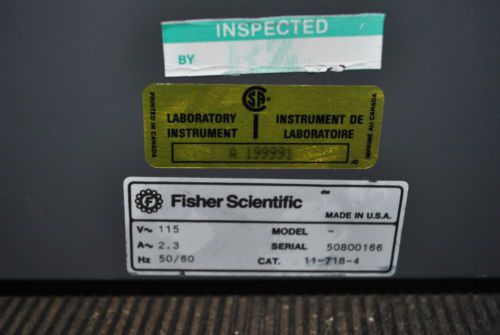 INSPECTED
BY
PRINTED IN CANADA
CSA
LABORATORY INSTRUMENT DE
INSTRUMENT LABORATOIRE
A 199991
IMPRIMÉ AU CANADA
F Fisher Scientific
MADE IN U.S.A.
V~ 115 MODEL -
A~ 2.3 SERIAL 50800166
Hz 50/60 CAT. 11-718-4